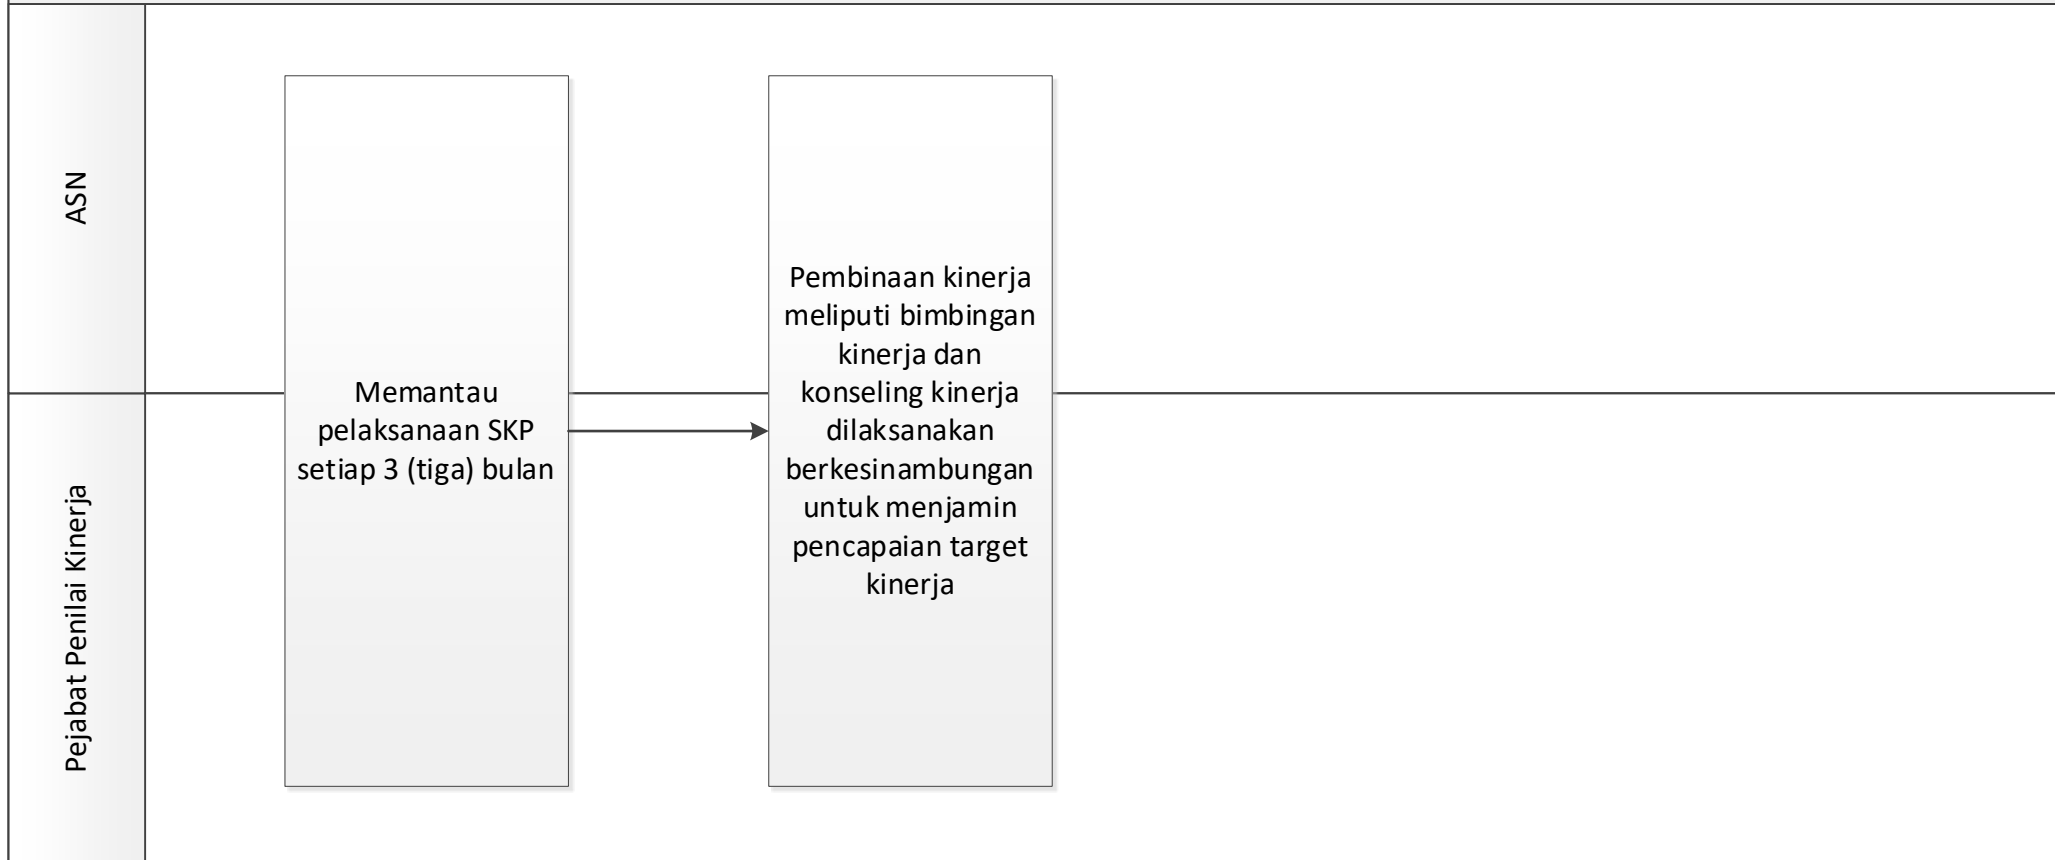 ASN
Pejabat Penilai Kinerja
Memantau
pelaksanaan SKP
setiap 3 (tiga) bulan
Pembinaan kinerja
meliputi bimbingan
kinerja dan
konseling kinerja
dilaksanakan
berkesinambungan
untuk menjamin
pencapaian target
kinerja